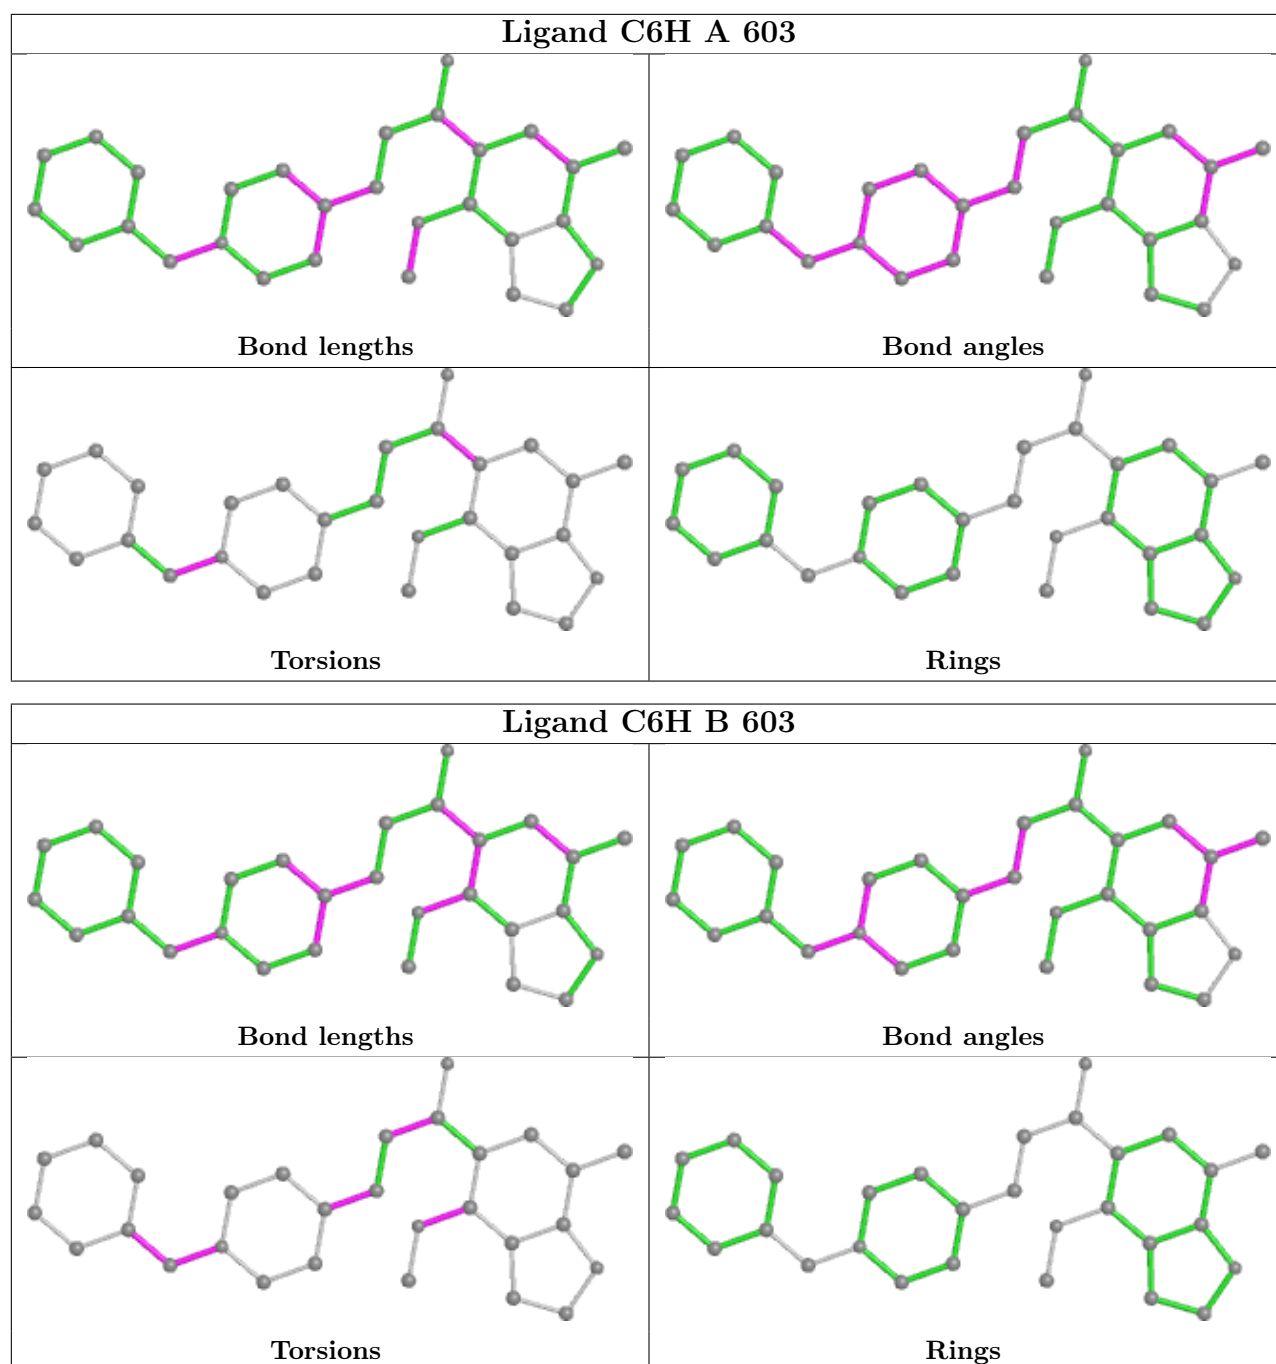 Ligand C6H A 603
Bond lengths
Bond angles
Torsions
Rings
Ligand C6H B 603
Bond lengths
Bond angles
Torsions
Rings